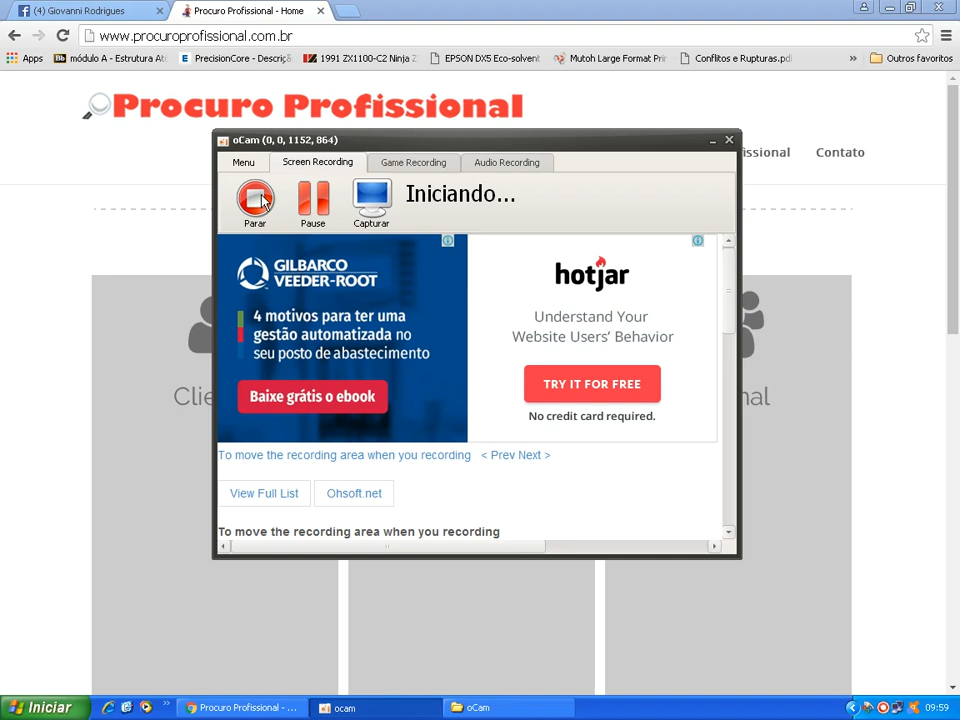 (4) Giovanni Rodrigues
Procuro Profissional - Home
www.procuroprofissional.com.br
Apps
módulo A - Estrutura At
PrecisionCore - Descriç
1991 ZX1100-C2 Ninja Z
EPSON DX5 Eco-solvent
Mutoh Large Format Prin
Conflitos e Rupturas.pdf
»
Outros favoritos
Procuro Profissional
issional
Contato
oCam (0, 0, 1152, 864)
Menu
Screen Recording
Game Recording
Audio Recording
Parar
Pause
Capturar
Iniciando...
GILBARCO
VEEDER-ROOT
4 motivos para ter uma
gestão automatizada no
seu posto de abastecimento
Baixe grátis o ebook
hotjar
Understand Your
Website Users' Behavior
TRY IT FOR FREE
No credit card required.
Clie
nal
To move the recording area when you recording
< Prev Next >
View Full List
Ohsoft.net
To move the recording area when you recording
Iniciar
»
Procuro Profissional - ...
ocam
oCam
09:59